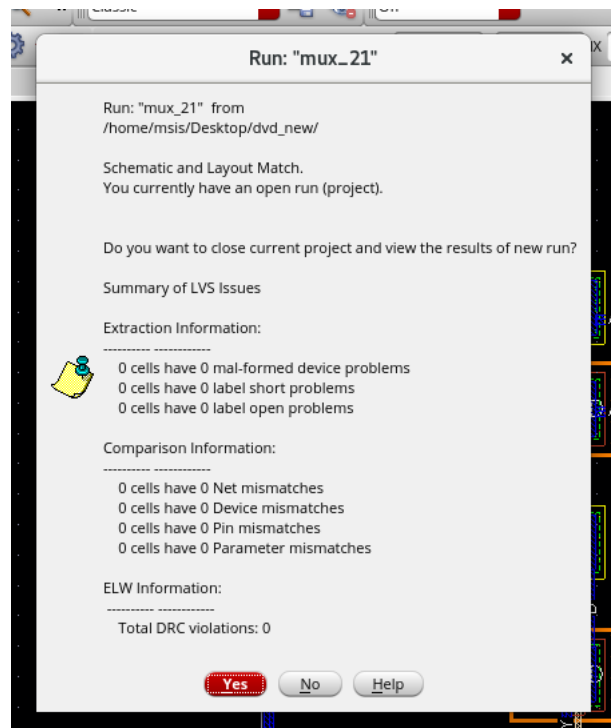 Classic
Off
Run: "mux_21"
×
Run: "mux_21" from
/home/msis/Desktop/dvd_new/
Schematic and Layout Match.
You currently have an open run (project).
Do you want to close current project and view the results of new run?
Summary of LVS Issues
Extraction Information:
---------- ------------
0 cells have 0 mal-formed device problems
0 cells have 0 label short problems
0 cells have 0 label open problems
Comparison Information:
---------- ------------
0 cells have 0 Net mismatches
0 cells have 0 Device mismatches
0 cells have 0 Pin mismatches
0 cells have 0 Parameter mismatches
ELW Information:
---------- ------------
Total DRC violations: 0
Yes
No
Help